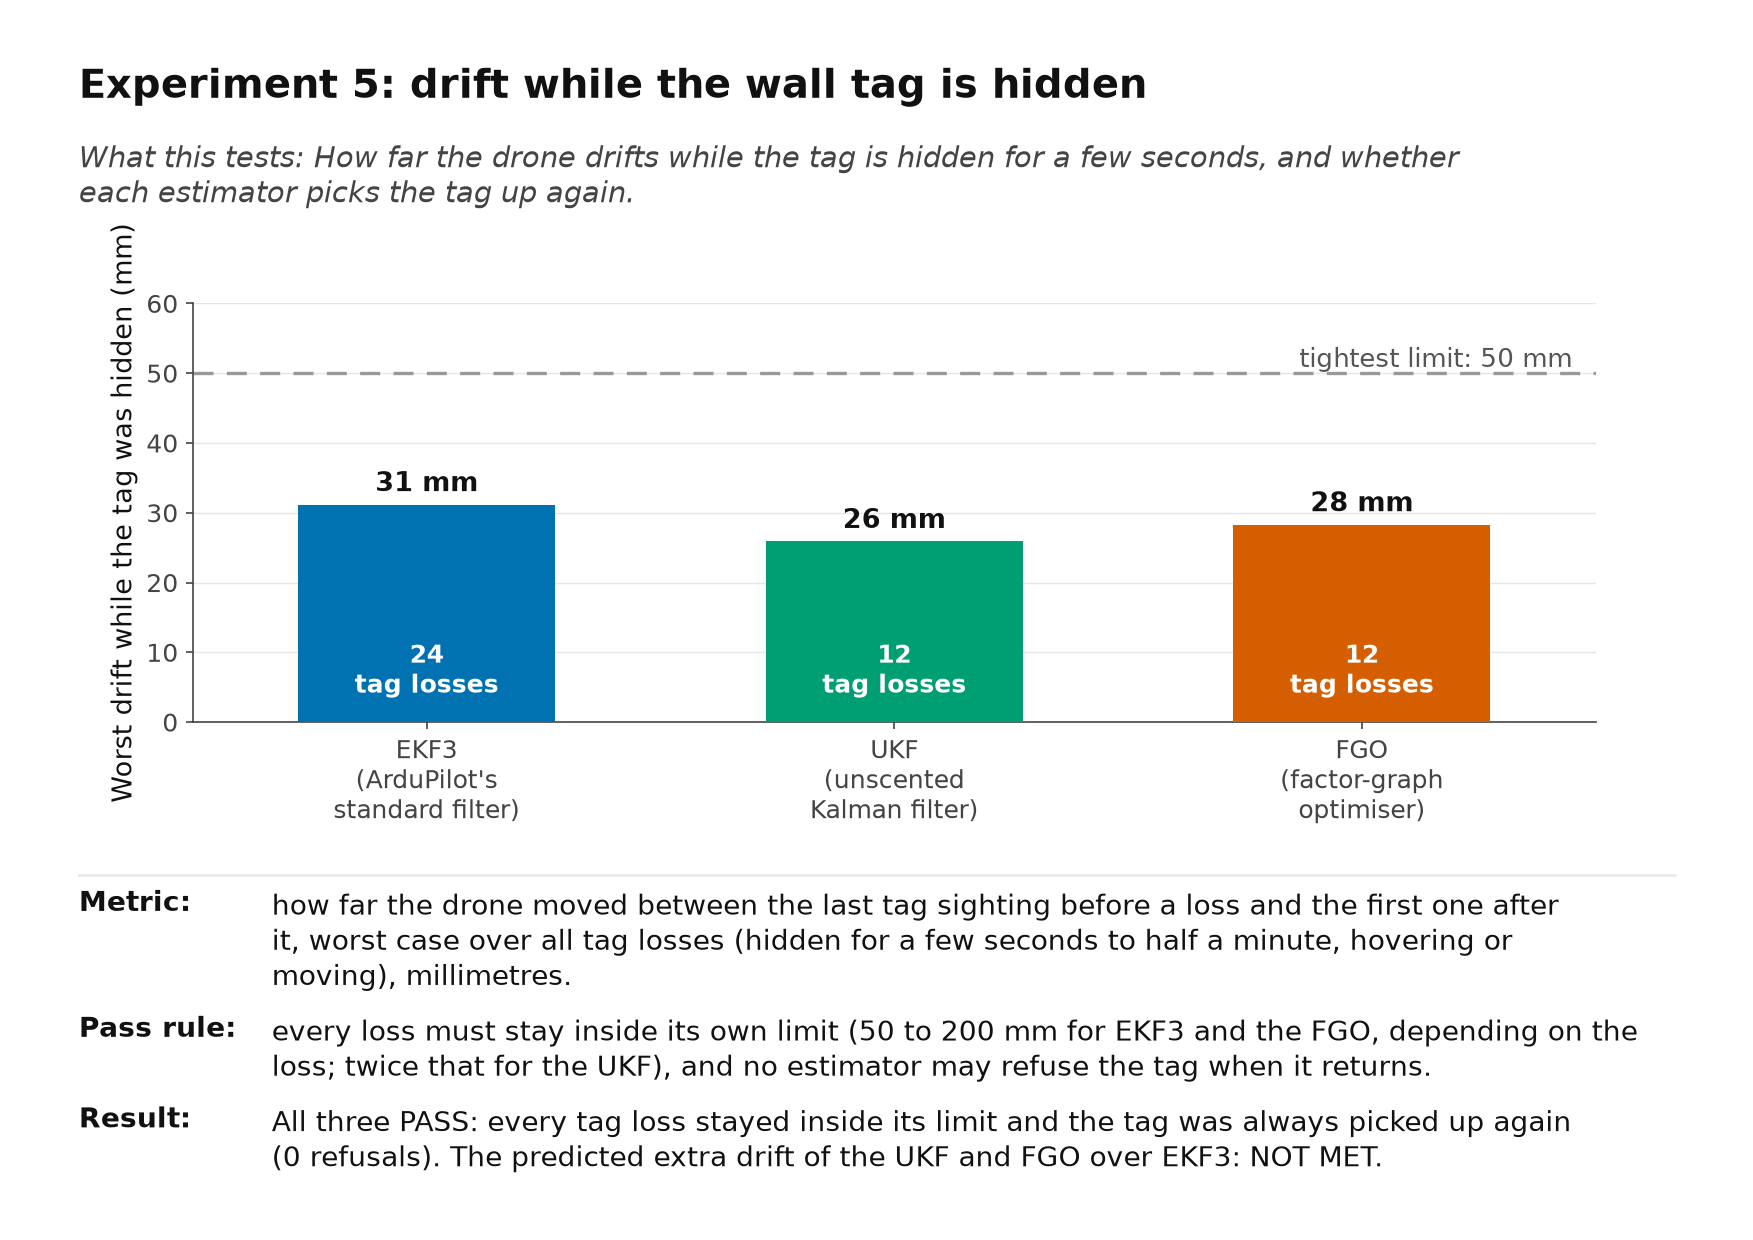 Experiment 5: drift while the wall tag is hidden
What this tests: How far the drone drifts while the tag is hidden for a few seconds, and whether
each estimator picks the tag up again.
Worst drift while the tag was hidden (mm)
60
50
40
30
20
10
0
tightest limit: 50 mm
31 mm
26 mm
28 mm
24
tag losses
12
tag losses
12
tag losses
EKF3
(ArduPilot's
standard filter)
UKF
(unscented
Kalman filter)
FGO
(factor-graph
optimiser)
Metric:
how far the drone moved between the last tag sighting before a loss and the first one after
it, worst case over all tag losses (hidden for a few seconds to half a minute, hovering or
moving), millimetres.
Pass rule:
every loss must stay inside its own limit (50 to 200 mm for EKF3 and the FGO, depending on the
loss; twice that for the UKF), and no estimator may refuse the tag when it returns.
Result:
All three PASS: every tag loss stayed inside its limit and the tag was always picked up again
(0 refusals). The predicted extra drift of the UKF and FGO over EKF3: NOT MET.